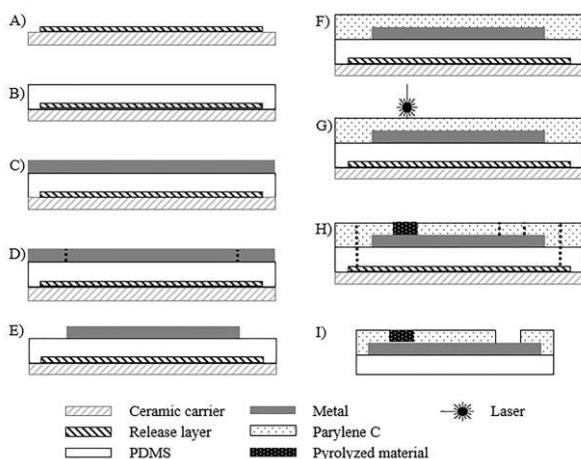 A)
B)
C)
D)
E)
F)
G)
H)
I)
Ceramic carrier
Metal
Laser
Release layer
Parylene C
PDMS
Pyrolyzed material